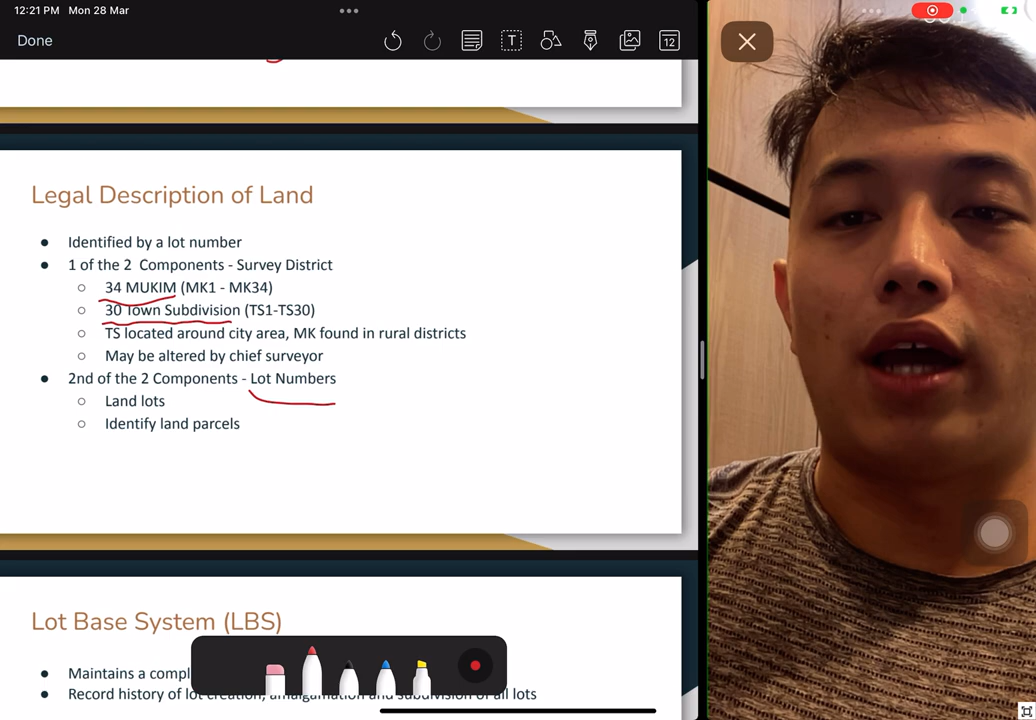 12:21 PM Mon 28 Mar
Done
T
12
Legal Description of Land
Identified by a lot number
1 of the 2 Components - Survey District
34 MUKIM (MK1 - MK34)
30 Town Subdivision (TS1-TS30)
TS located around city area, MK found in rural districts
May be altered by chief surveyor
2nd of the 2 Components - Lot Numbers
Land lots
Identify land parcels
Lot Base System (LBS)
Maintains a compl
Record history of lot creation, amalgamation and subdivision of all lots